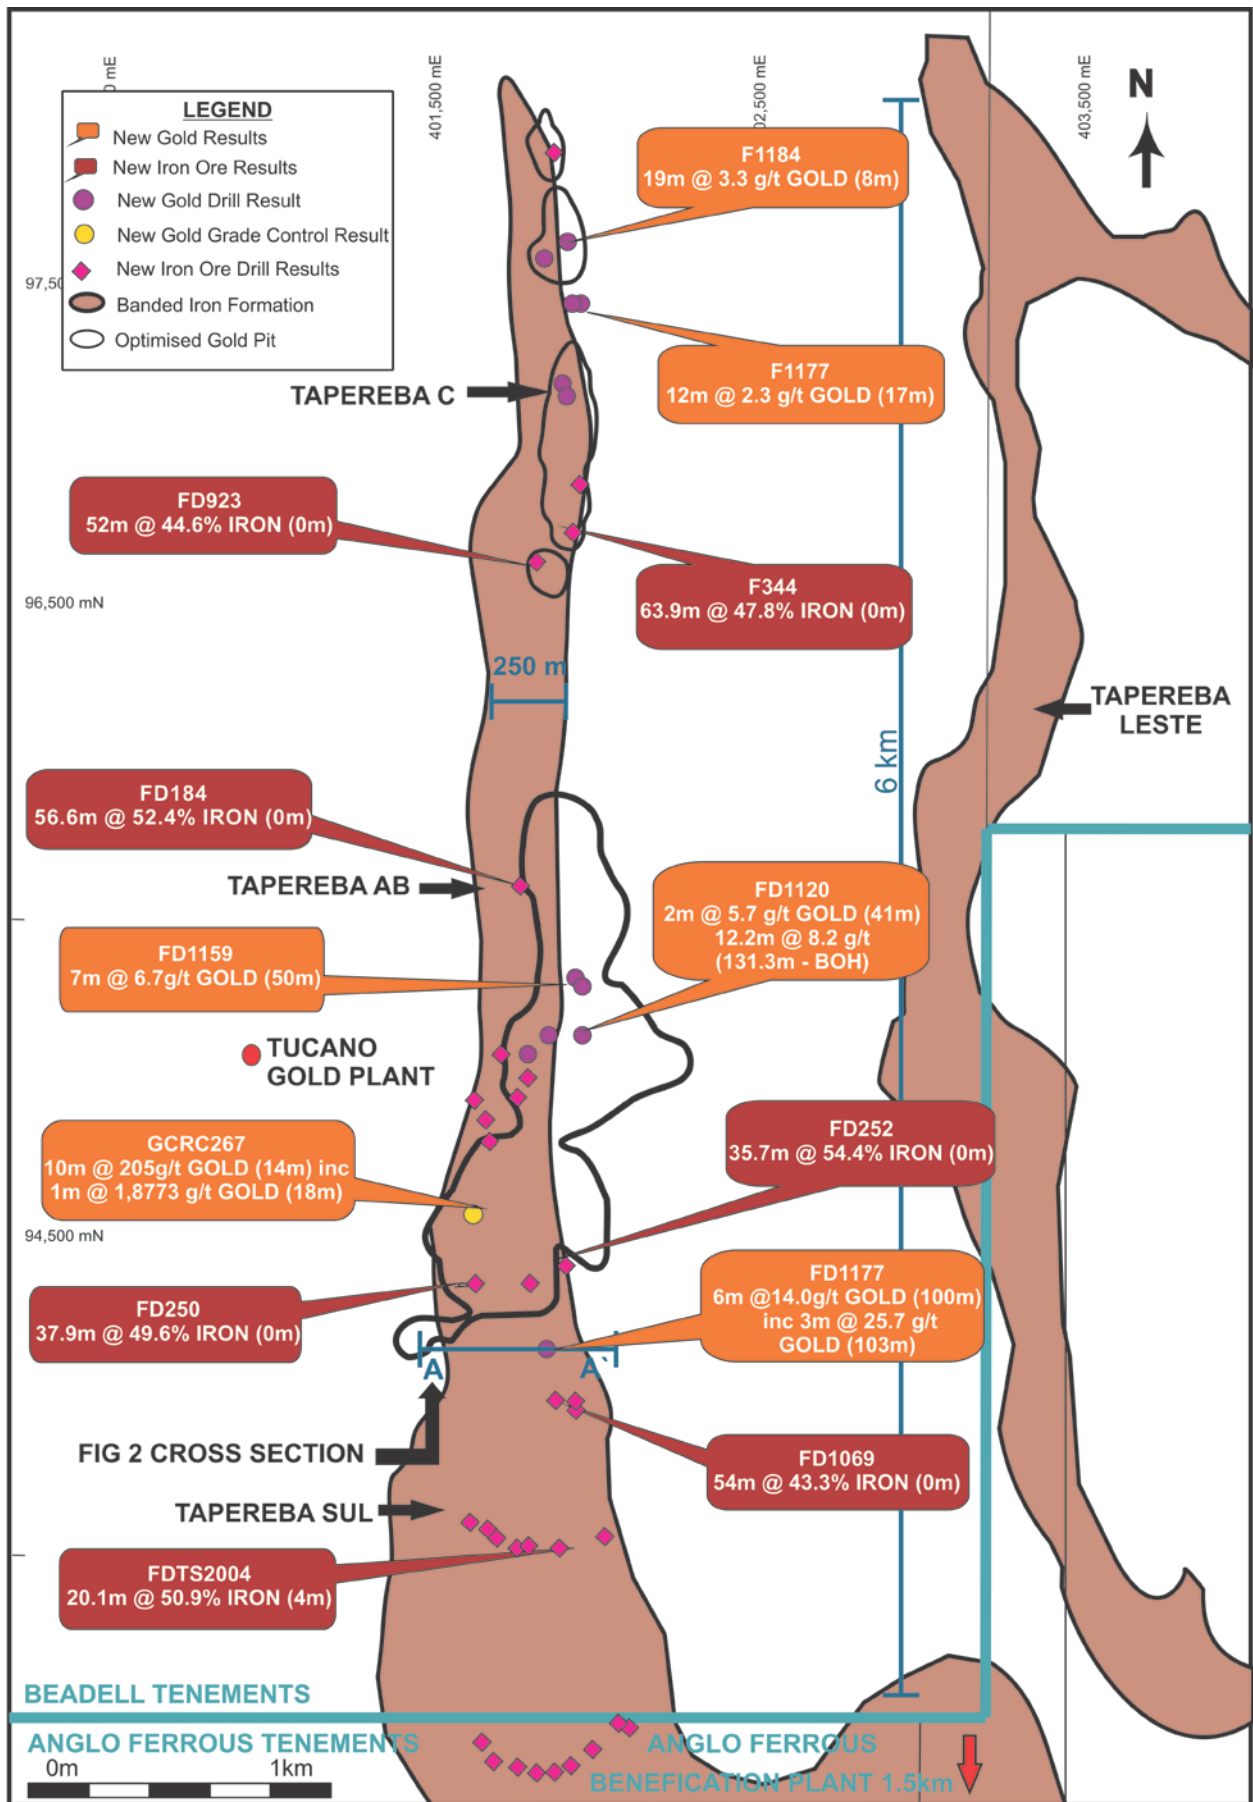 0 mE
401,500 mE
02,500 mE
403,500 mE
N
LEGEND
New Gold Results
New Iron Ore Results
New Gold Drill Result
New Gold Grade Control Result
New Iron Ore Drill Results
Banded Iron Formation
Optimised Gold Pit
F1184
19m @ 3.3 g/t GOLD (8m)
97,50
F1177
12m @ 2.3 g/t GOLD (17m)
TAPEREBA C
FD923
52m @ 44.6% IRON (0m)
F344
63.9m @ 47.8% IRON (0m)
96,500 mN
250 m
TAPEREBA
LESTE
6 km
FD184
56.6m @ 52.4% IRON (0m)
TAPEREBA AB
FD1120
2m @ 5.7 g/t GOLD (41m)
12.2m @ 8.2 g/t
(131.3m - BOH)
FD1159
7m @ 6.7g/t GOLD (50m)
TUCANO
GOLD PLANT
GCRC267
10m @ 205g/t GOLD (14m) inc
1m @ 1,8773 g/t GOLD (18m)
FD252
35.7m @ 54.4% IRON (0m)
94,500 mN
FD1177
6m @14.0g/t GOLD (100m)
inc 3m @ 25.7 g/t
GOLD (103m)
FD250
37.9m @ 49.6% IRON (0m)
A A`
FIG 2 CROSS SECTION
FD1069
54m @ 43.3% IRON (0m)
TAPEREBA SUL
FDTS2004
20.1m @ 50.9% IRON (4m)
BEADELL TENEMENTS
ANGLO FERROUS TENEMENTS
ANGLO FERROUS
BENEFICATION PLANT 1.5km
0m 1km